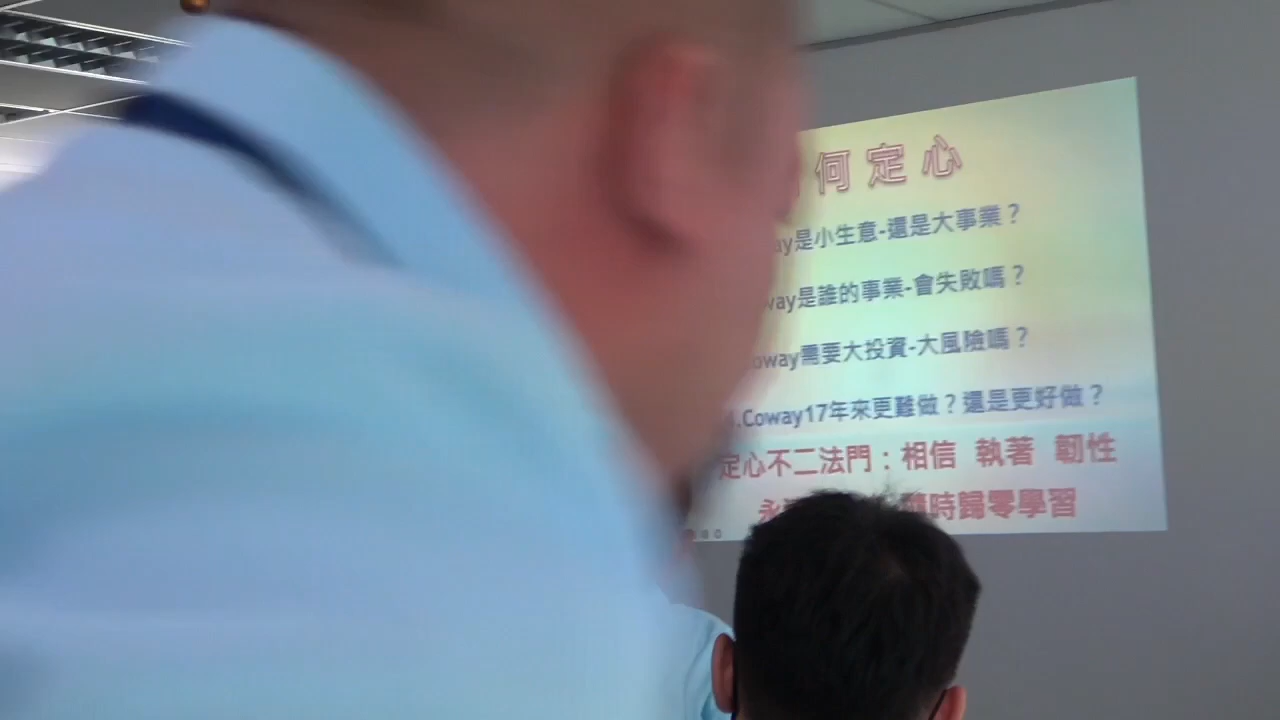 何定心
ay是小生意-還是大事業？
way是誰的事業-會失敗嗎？
oway需要大投資-大風險嗎？
.Coway17年來更難做？還是更好做？
定心不二法門：相信 執著 韌性
永 隨時歸零學習